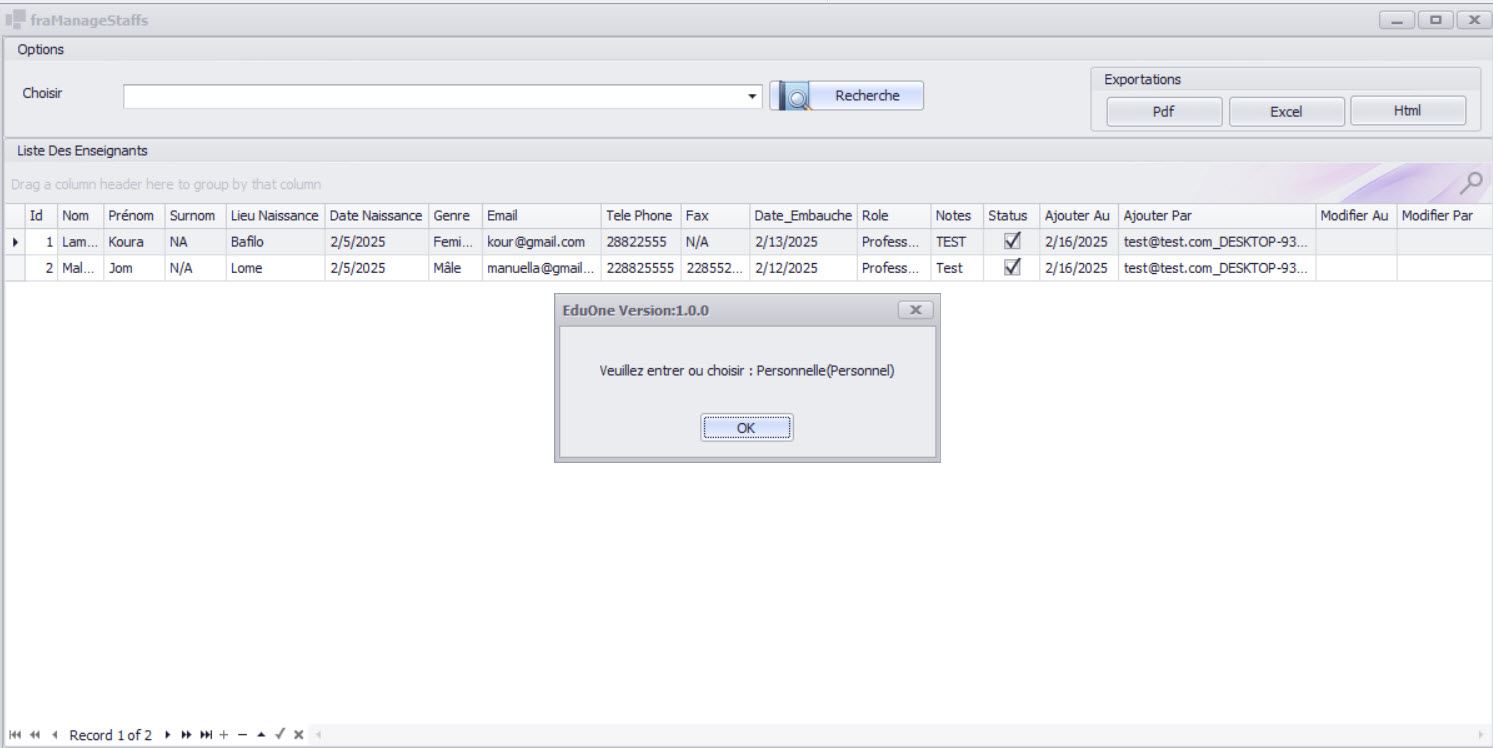 fraManageStaffs
Options
Choisir
Recherche
Exportations
Pdf Excel Html
Liste Des Enseignants
Drag a column header here to group by that column
Id Nom Prénom Surnom Lieu Naissance Date Naissance Genre Email Tele Phone Fax Date_Embauche Role Notes Status Ajouter Au Ajouter Par Modifier Au Modifier Par
1 Lam... Koura NA Bafilo 2/5/2025 Femi... kour@gmail.com 28822555 N/A 2/13/2025 Profess... TEST 2/16/2025 test@test.com_DESKTOP-93...
2 Mal... Jom N/A Lome 2/5/2025 Mâle manuella@gmail... 228825555 228552... 2/12/2025 Profess... Test 2/16/2025 test@test.com_DESKTOP-93...
EduOne Version:1.0.0
Veuillez entrer ou choisir : Personnelle(Personnel)
OK
Record 1 of 2